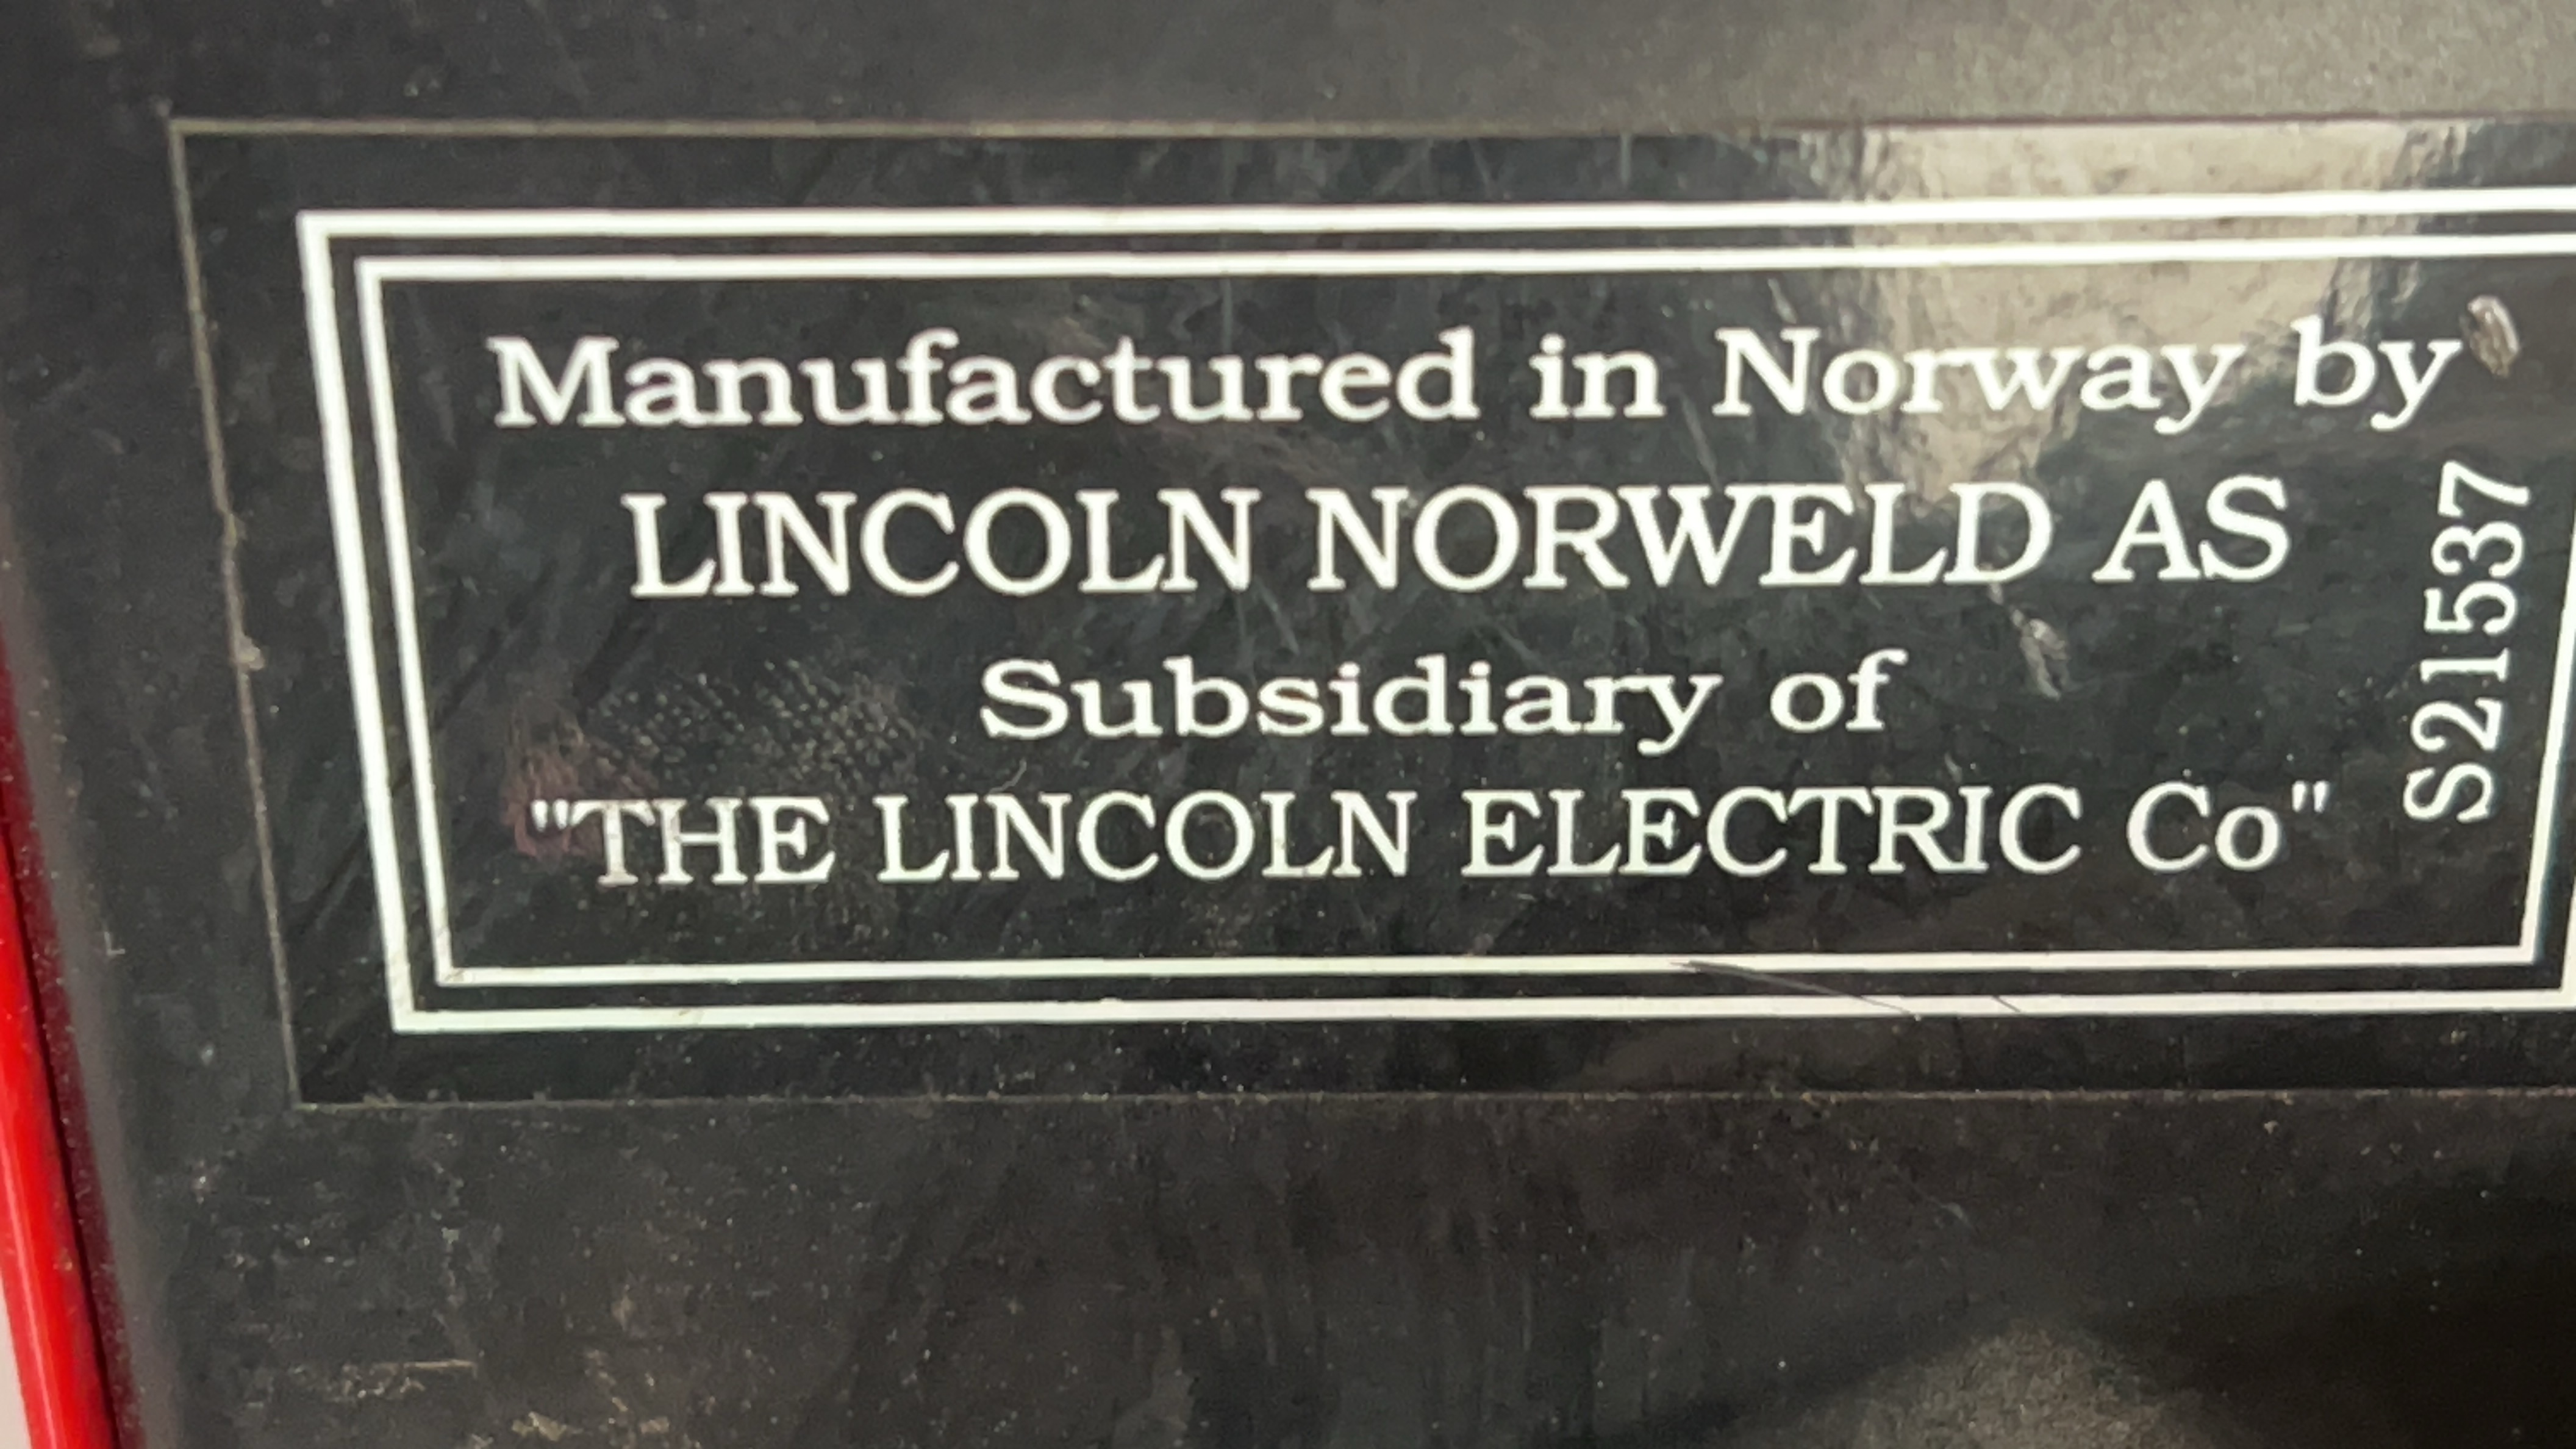 Manufactured in Norway by
LINCOLN NORWELD AS
Subsidiary of
"THE LINCOLN ELECTRIC Co"
S21537